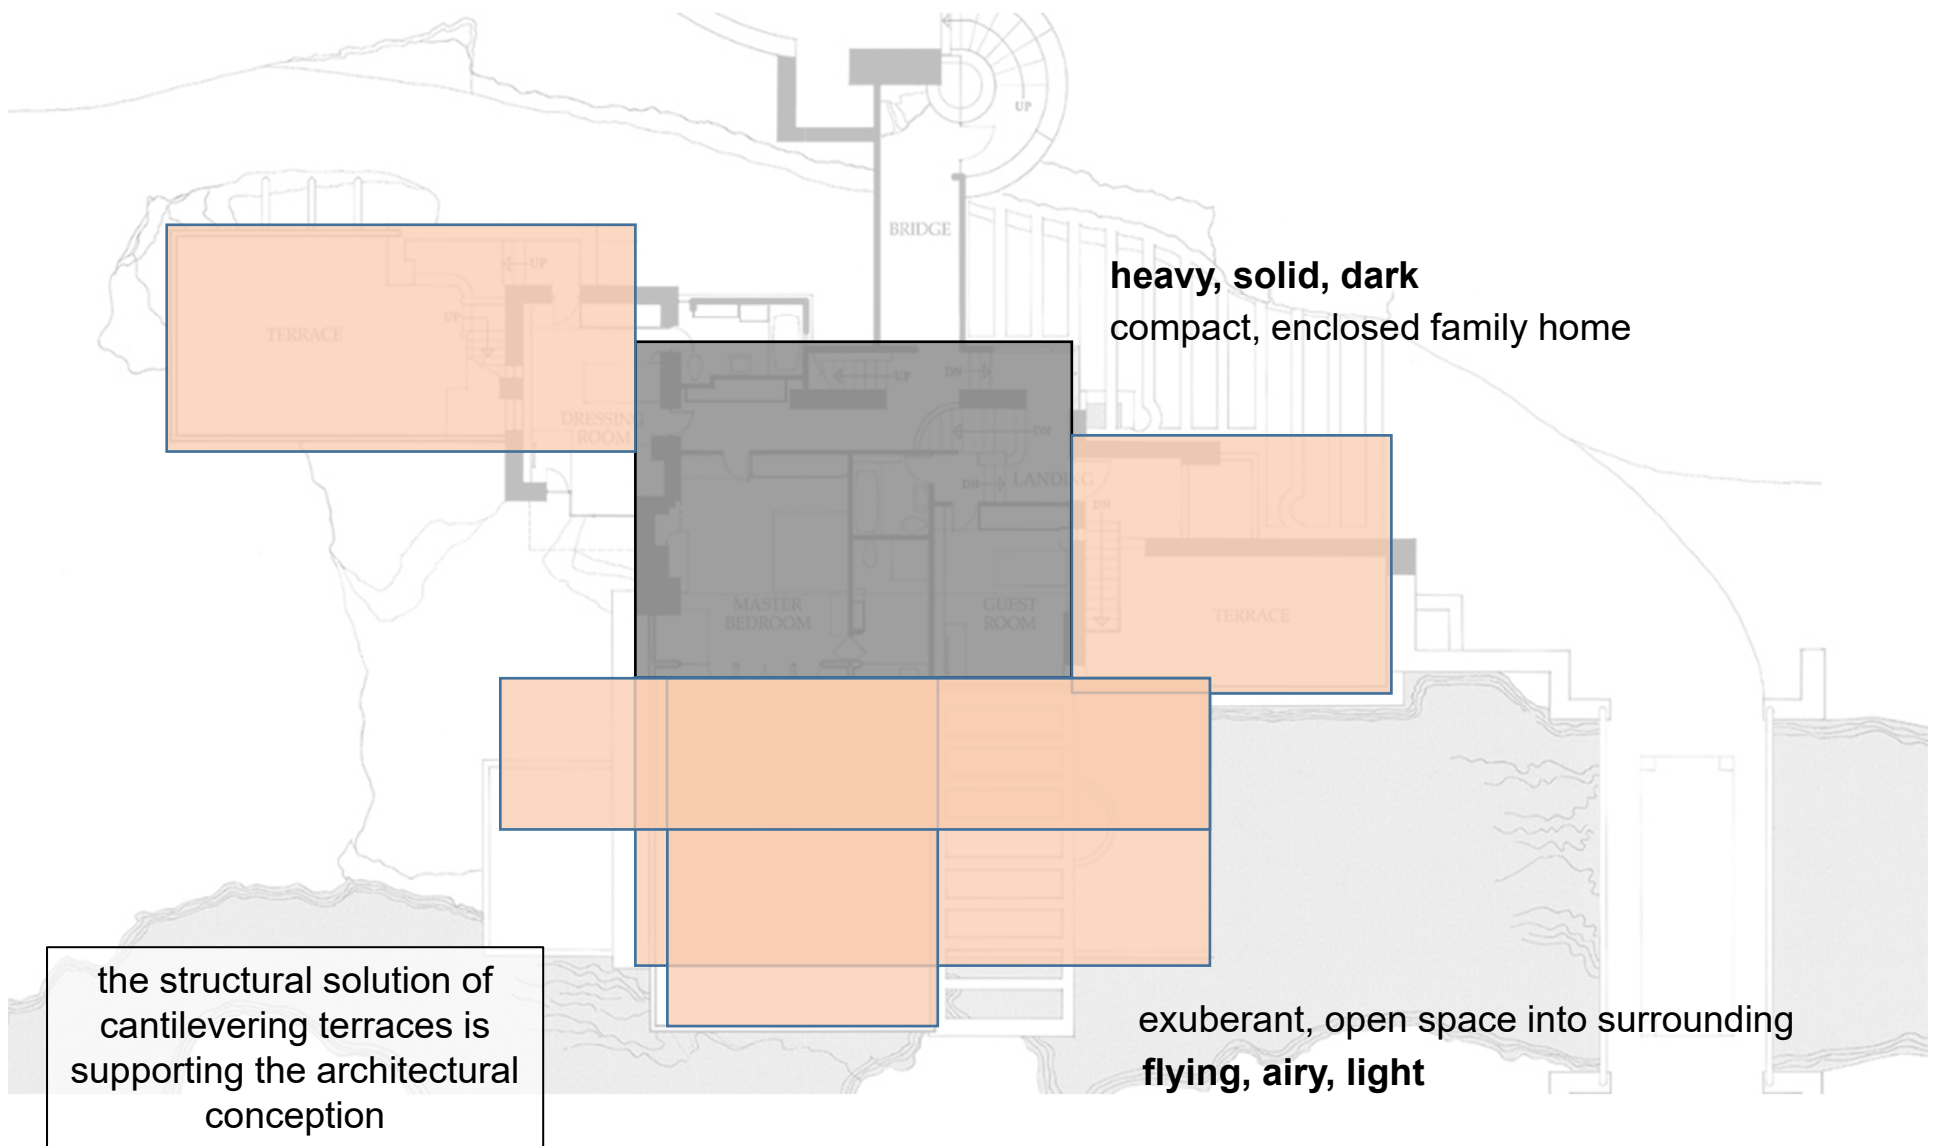 UP
BRIDGE
heavy, solid, dark
compact, enclosed family home
UP
UP
TERRACE
UP
DN
DRESSING
ROOM
DN
DN
LANDING
DN
MASTER
BEDROOM
GUEST
ROOM
TERRACE
the structural solution of
cantilevering terraces is
supporting the architectural
conception
exuberant, open space into surrounding
flying, airy, light